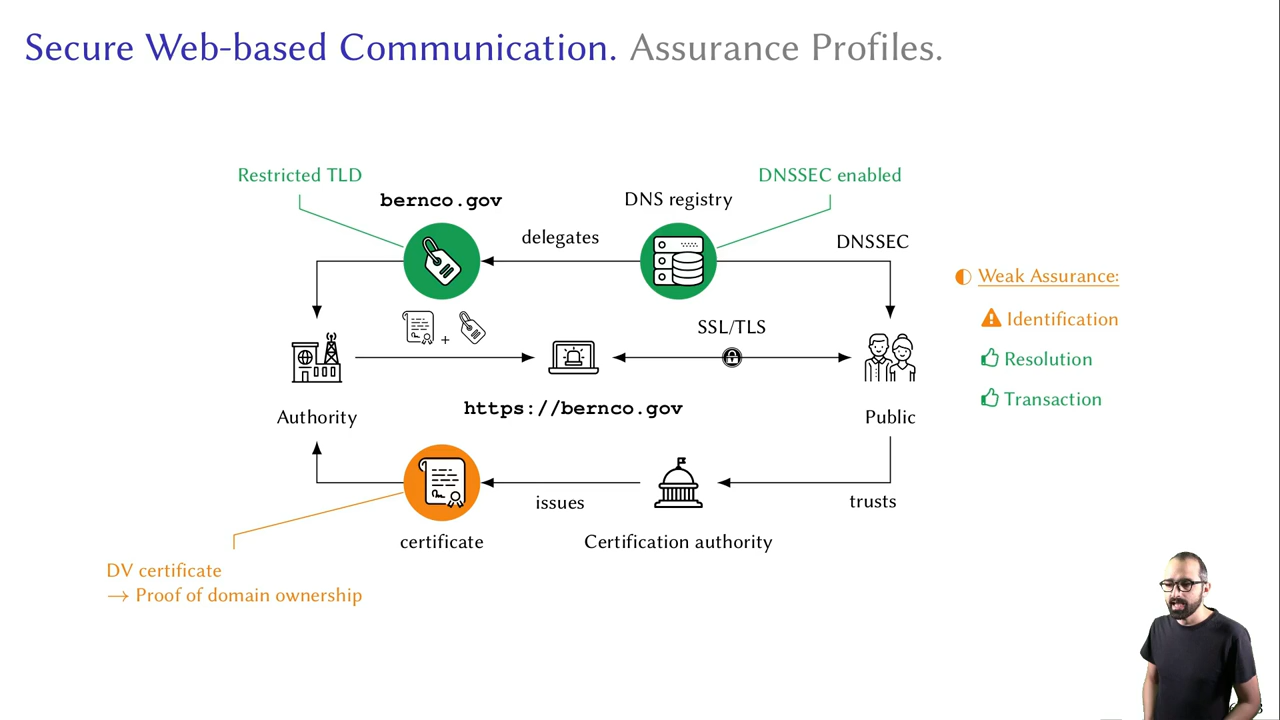 Secure Web-based Communication. Assurance Profiles.
Restricted TLD
bernco.gov
DNS registry
DNSSEC enabled
delegates
DNSSEC
Weak Assurance:
Identification
Resolution
Transaction
+
SSL/TLS
Authority
https://bernco.gov
Public
issues
trusts
certificate
Certification authority
DV certificate
→ Proof of domain ownership